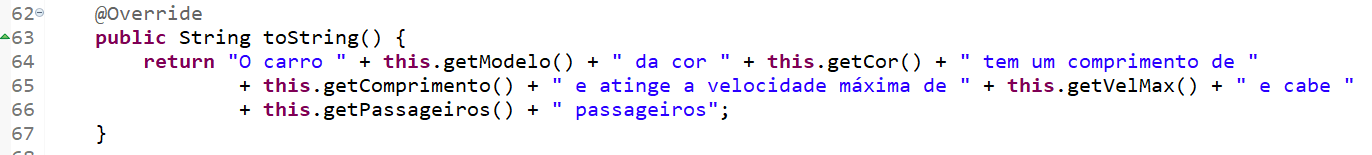 62 @Override
63 public String toString() {
64 return "O carro " + this.getModelo() + " da cor " + this.getCor() + " tem um comprimento de "
65 + this.getComprimento() + " e atinge a velocidade máxima de " + this.getVelMax() + " e cabe "
66 + this.getPassageiros() + " passageiros";
67 }